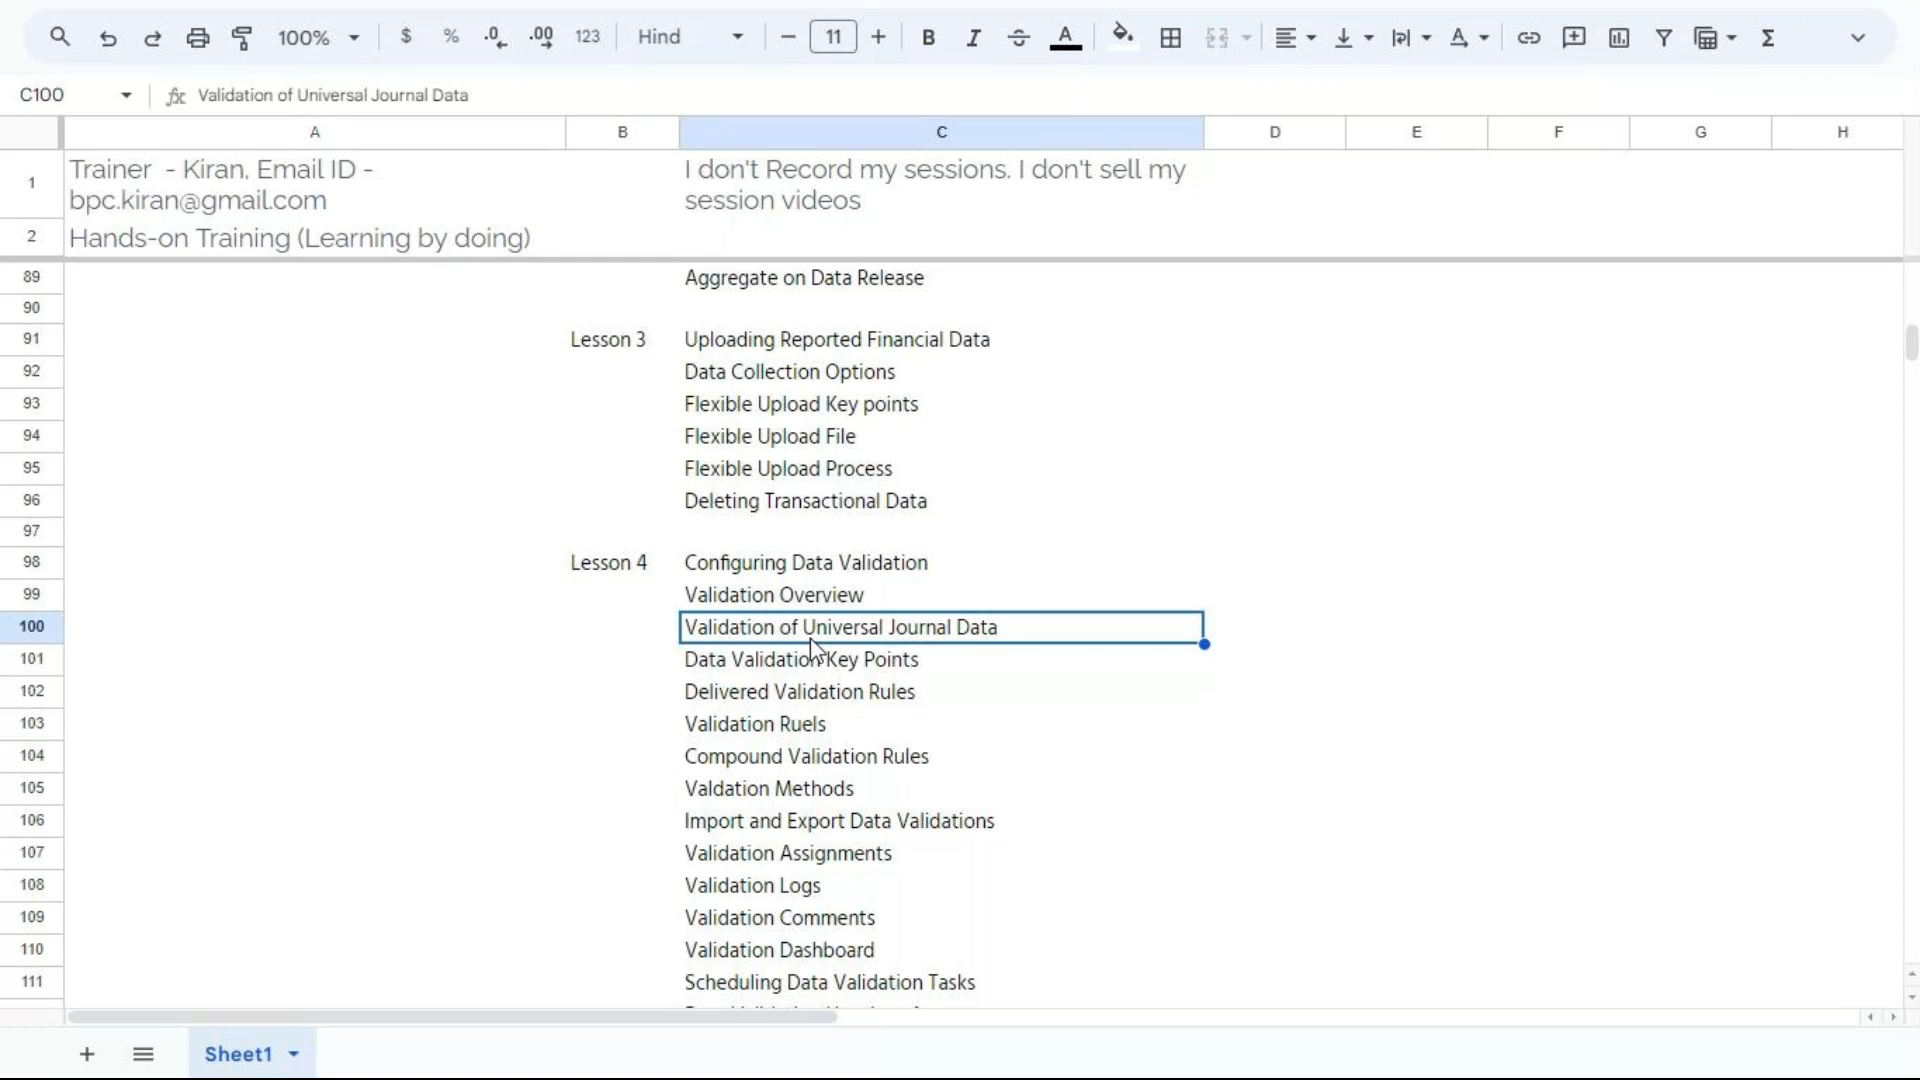 100%
$
%
.0
.00
123
Hind
11
B
I
A
Σ
C100
fx
Validation of Universal Journal Data
A B C D E F G H
1 Trainer - Kiran, Email ID - I don't Record my sessions. I don't sell my
bpc.kiran@gmail.com session videos
2 Hands-on Training (Learning by doing)
89 Aggregate on Data Release
90
91 Lesson 3 Uploading Reported Financial Data
92 Data Collection Options
93 Flexible Upload Key points
94 Flexible Upload File
95 Flexible Upload Process
96 Deleting Transactional Data
97
98 Lesson 4 Configuring Data Validation
99 Validation Overview
100 Validation of Universal Journal Data
101 Data Validation Key Points
102 Delivered Validation Rules
103 Validation Ruels
104 Compound Validation Rules
105 Valdation Methods
106 Import and Export Data Validations
107 Validation Assignments
108 Validation Logs
109 Validation Comments
110 Validation Dashboard
111 Scheduling Data Validation Tasks
Sheet1